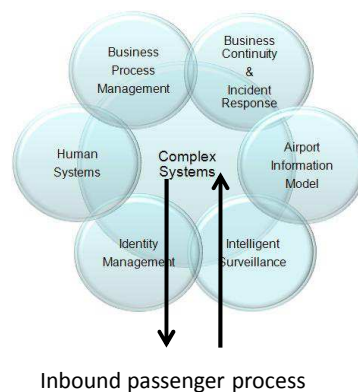 Business
Process
Management
Business
Continuity
&
Incident
Response
Human
Systems
Complex
Systems
Airport
Information
Model
Identity
Management
Intelligent
Surveillance
Inbound passenger process